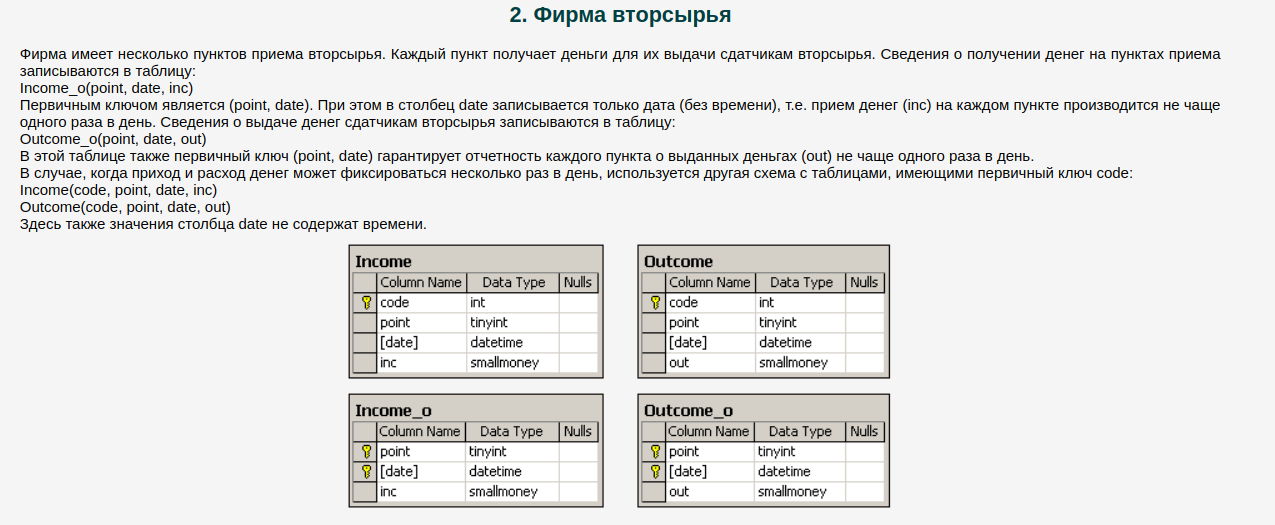 2. Фирма вторсырья
Фирма имеет несколько пунктов приема вторсырья. Каждый пункт получает деньги для их выдачи сдатчикам вторсырья. Сведения о получении денег на пунктах приема
записываются в таблицу:
Income_o(point, date, inc)
Первичным ключом является (point, date). При этом в столбец date записывается только дата (без времени), т.е. прием денег (inc) на каждом пункте производится не чаще
одного раза в день. Сведения о выдаче денег сдатчикам вторсырья записываются в таблицу:
Outcome_o(point, date, out)
В этой таблице также первичный ключ (point, date) гарантирует отчетность каждого пункта о выданных деньгах (out) не чаще одного раза в день.
В случае, когда приход и расход денег может фиксироваться несколько раз в день, используется другая схема с таблицами, имеющими первичный ключ code:
Income(code, point, date, inc)
Outcome(code, point, date, out)
Здесь также значения столбца date не содержат времени.
Income
Column Name Data Type Nulls
code int
point tinyint
[date] datetime
inc smallmoney
Outcome
Column Name Data Type Nulls
code int
point tinyint
[date] datetime
out smallmoney
Income_o
Column Name Data Type Nulls
point tinyint
[date] datetime
inc smallmoney
Outcome_o
Column Name Data Type Nulls
point tinyint
[date] datetime
out smallmoney